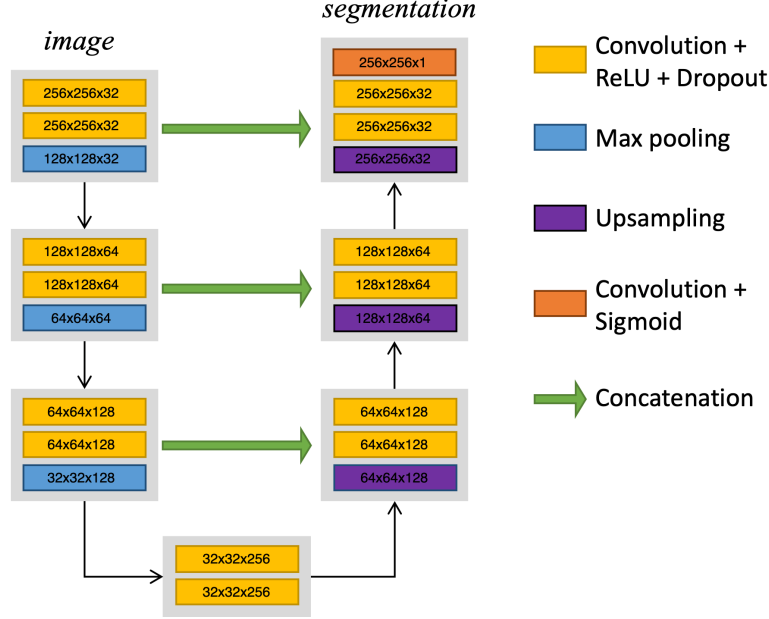 image
256x256x32
256x256x32
128x128x32
128x128x64
128x128x64
64x64x64
64x64x128
64x64x128
32x32x128
32x32x256
32x32x256
segmentation
256x256x1
256x256x32
256x256x32
256x256x32
128x128x64
128x128x64
128x128x64
64x64x128
64x64x128
64x64x128
Convolution +
ReLU + Dropout
Max pooling
Upsampling
Convolution +
Sigmoid
Concatenation